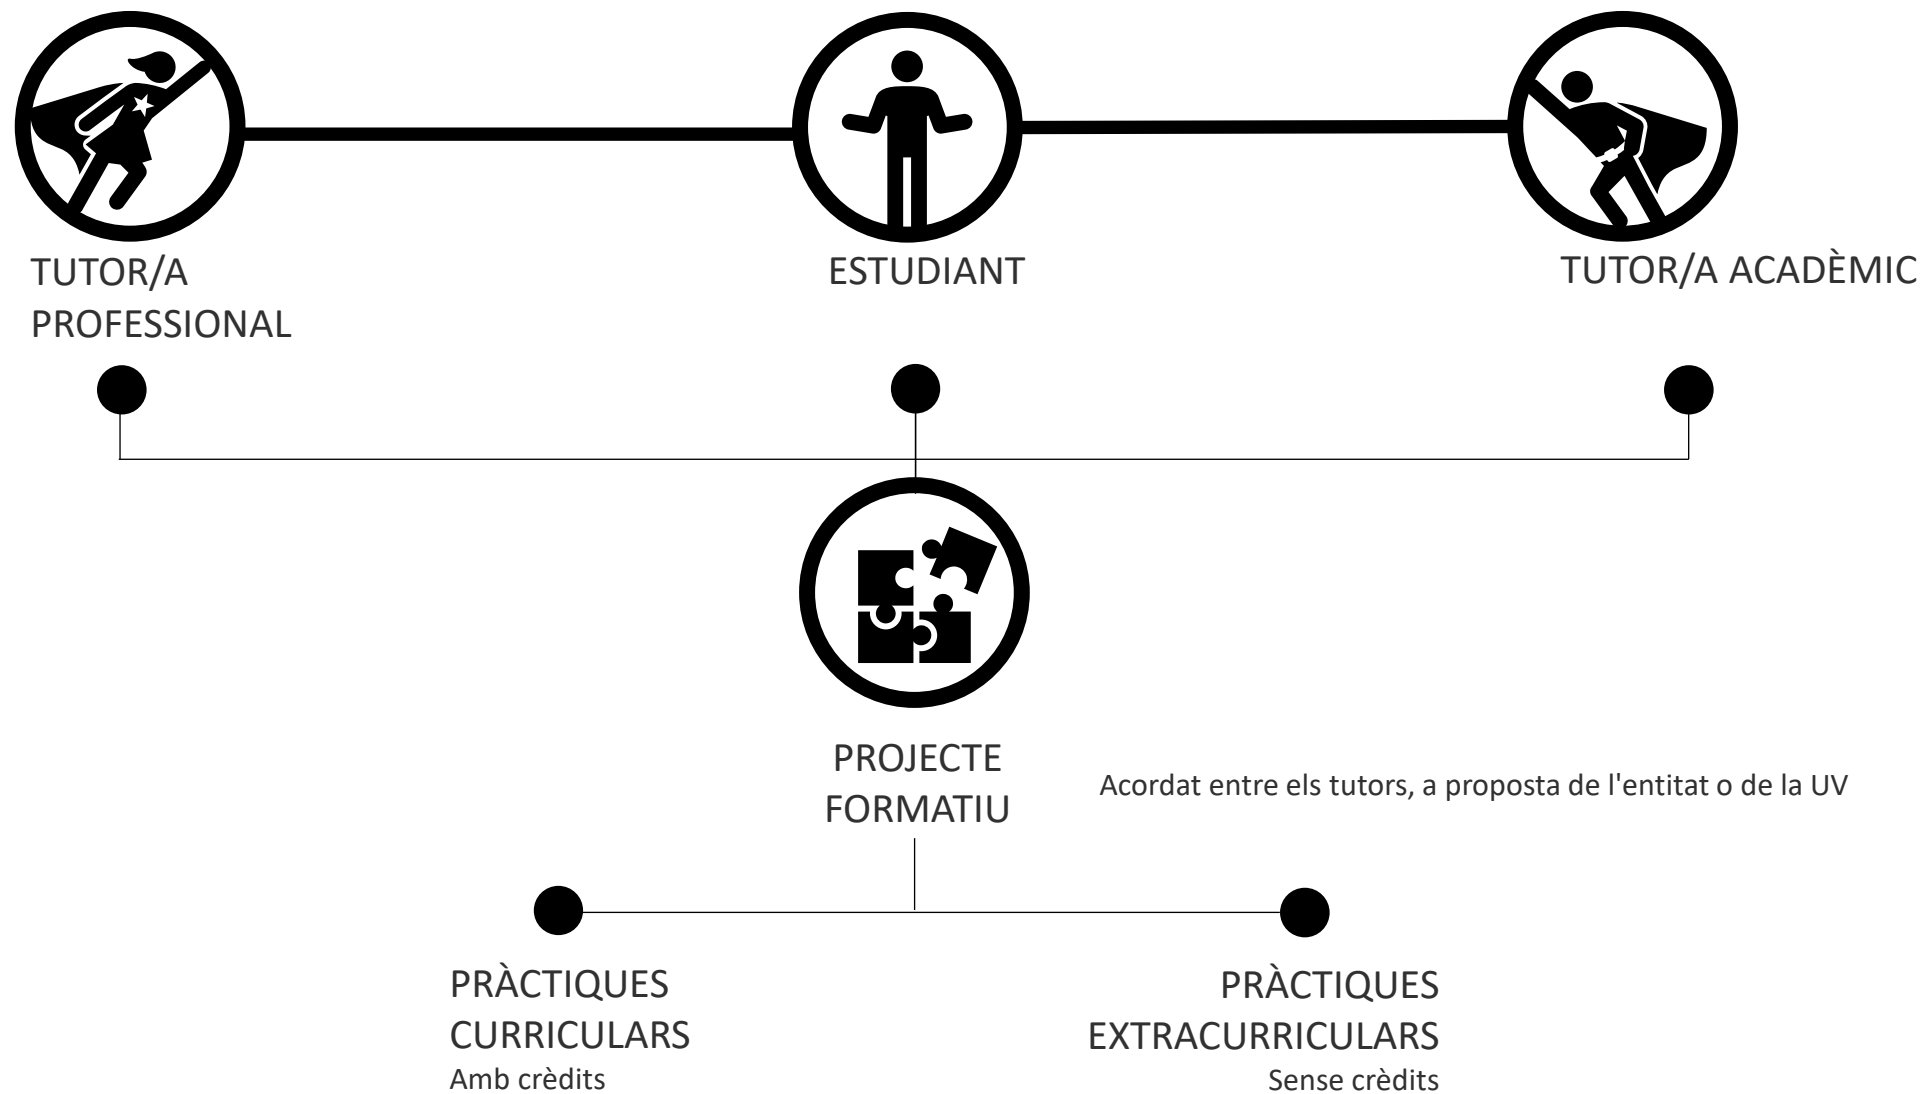 TUTOR/A
PROFESSIONAL
ESTUDIANT
TUTOR/A ACADÈMIC
PROJECTE
FORMATIU
Acordat entre els tutors, a proposta de l'entitat o de la UV
PRÀCTIQUES
CURRICULARS
Amb crèdits
PRÀCTIQUES
EXTRACURRICULARS
Sense crèdits